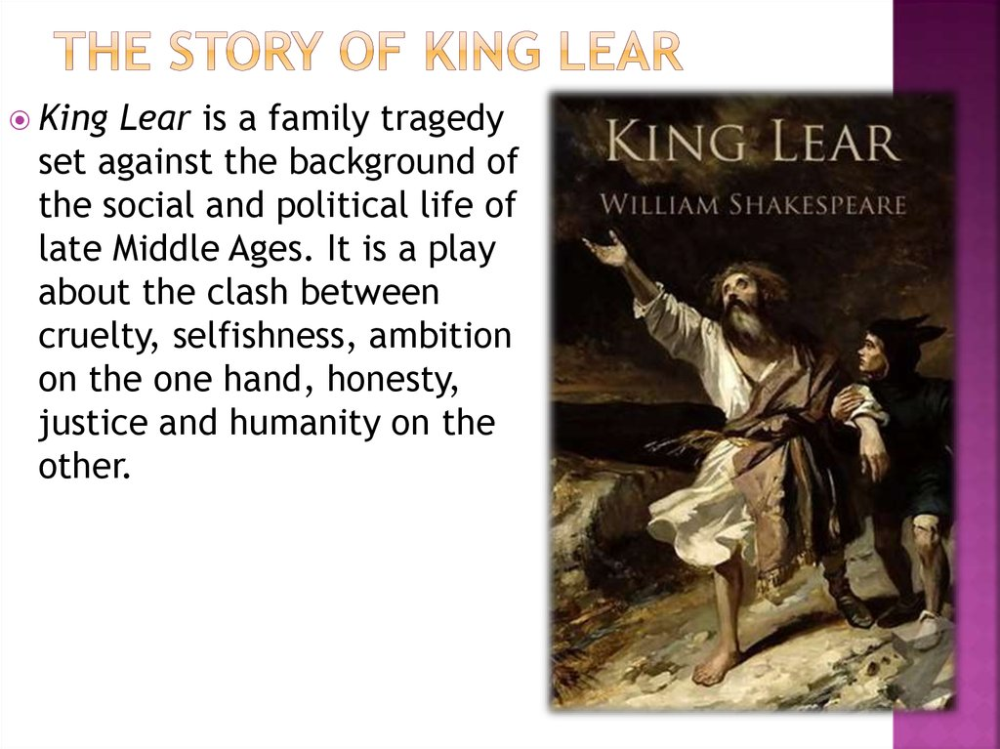 THE STORY OF KING LEAR
King Lear is a family tragedy
set against the background of
the social and political life of
late Middle Ages. It is a play
about the clash between
cruelty, selfishness, ambition
on the one hand, honesty,
justice and humanity on the
other.
KING LEAR
WILLIAM SHAKESPEARE